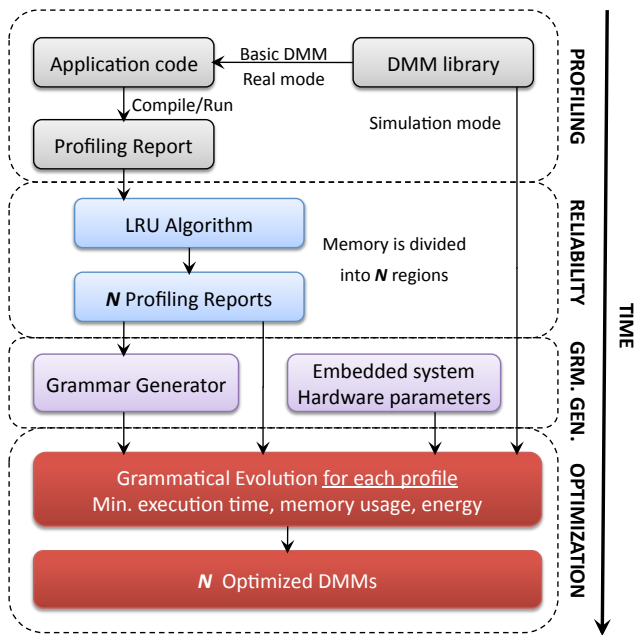 Application code
Basic DMM
Real mode
DMM library
Compile/Run
Simulation mode
Profiling Report
PROFILING
LRU Algorithm
Memory is divided
into N regions
N Profiling Reports
RELIABILITY
TIME
Grammar Generator
Embedded system
Hardware parameters
GRM. GEN.
Grammatical Evolution for each profile
Min. execution time, memory usage, energy
N Optimized DMMs
OPTIMIZATION